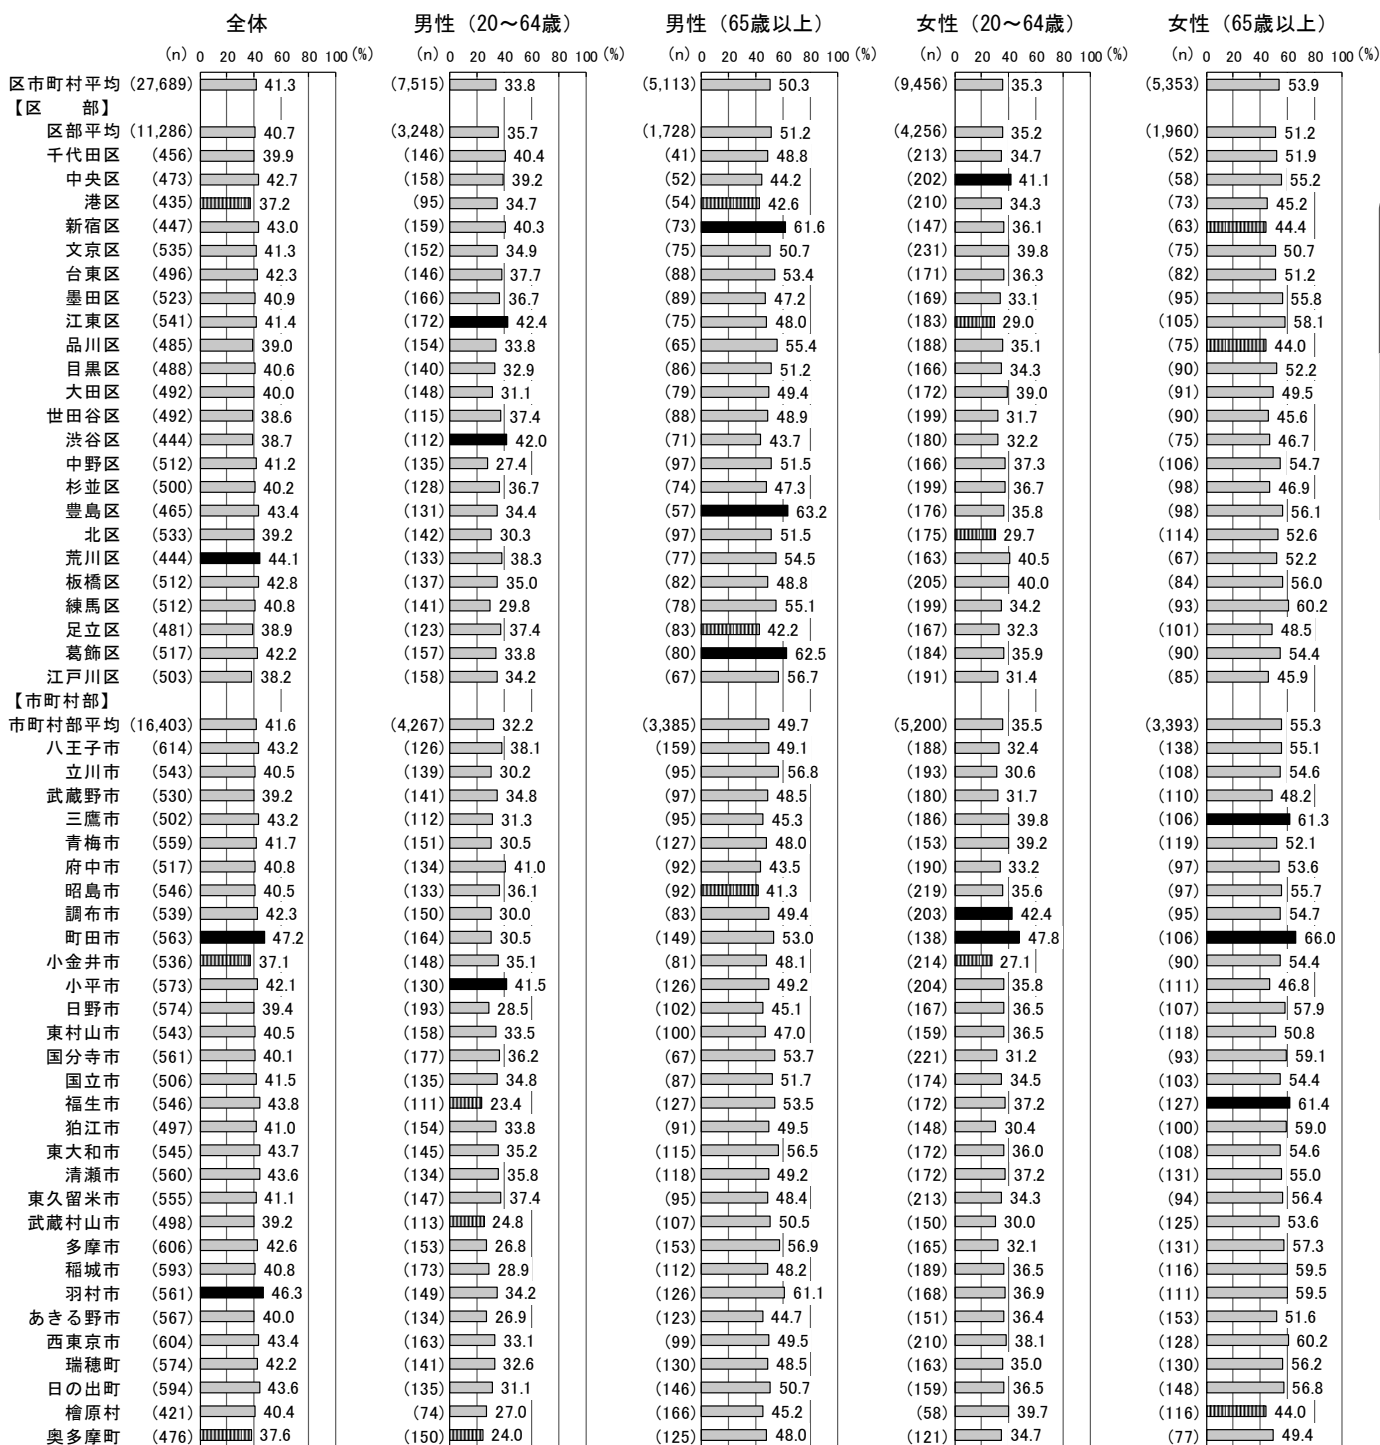 全体 男性（20～64歳） 男性（65歳以上） 女性（20～64歳） 女性（65歳以上）
(n) 0 20 40 60 80 100 (%) (n) 0 20 40 60 80 100 (%) (n) 0 20 40 60 80 100 (%) (n) 0 20 40 60 80 100 (%) (n) 0 20 40 60 80 100 (%)
区市町村平均 (27,689) 41.3 (7,515) 33.8 (5,113) 50.3 (9,456) 35.3 (5,353) 53.9
【区 部】
区部平均 (11,286) 40.7 (3,248) 35.7 (1,728) 51.2 (4,256) 35.2 (1,960) 51.2
千代田区 (456) 39.9 (146) 40.4 (41) 48.8 (213) 34.7 (52) 51.9
中央区 (473) 42.7 (158) 39.2 (52) 44.2 (202) 41.1 (58) 55.2
港区 (435) 37.2 (95) 34.7 (54) 42.6 (210) 34.3 (73) 45.2
新宿区 (447) 43.0 (159) 40.3 (73) 61.6 (147) 36.1 (63) 44.4
文京区 (535) 41.3 (152) 34.9 (75) 50.7 (231) 39.8 (75) 50.7
台東区 (496) 42.3 (146) 37.7 (88) 53.4 (171) 36.3 (82) 51.2
墨田区 (523) 40.9 (166) 36.7 (89) 47.2 (169) 33.1 (95) 55.8
江東区 (541) 41.4 (172) 42.4 (75) 48.0 (183) 29.0 (105) 58.1
品川区 (485) 39.0 (154) 33.8 (65) 55.4 (188) 35.1 (75) 44.0
目黒区 (488) 40.6 (140) 32.9 (86) 51.2 (166) 34.3 (90) 52.2
大田区 (492) 40.0 (148) 31.1 (79) 49.4 (172) 39.0 (91) 49.5
世田谷区 (492) 38.6 (115) 37.4 (88) 48.9 (199) 31.7 (90) 45.6
渋谷区 (444) 38.7 (112) 42.0 (71) 43.7 (180) 32.2 (75) 46.7
中野区 (512) 41.2 (135) 27.4 (97) 51.5 (166) 37.3 (106) 54.7
杉並区 (500) 40.2 (128) 36.7 (74) 47.3 (199) 36.7 (98) 46.9
豊島区 (465) 43.4 (131) 34.4 (57) 63.2 (176) 35.8 (98) 56.1
北区 (533) 39.2 (142) 30.3 (97) 51.5 (175) 29.7 (114) 52.6
荒川区 (444) 44.1 (133) 38.3 (77) 54.5 (163) 40.5 (67) 52.2
板橋区 (512) 42.8 (137) 35.0 (82) 48.8 (205) 40.0 (84) 56.0
練馬区 (512) 40.8 (141) 29.8 (78) 55.1 (199) 34.2 (93) 60.2
足立区 (481) 38.9 (123) 37.4 (83) 42.2 (167) 32.3 (101) 48.5
葛飾区 (517) 42.2 (157) 33.8 (80) 62.5 (184) 35.9 (90) 54.4
江戸川区 (503) 38.2 (158) 34.2 (67) 56.7 (191) 31.4 (85) 45.9
【市町村部】
市町村部平均 (16,403) 41.6 (4,267) 32.2 (3,385) 49.7 (5,200) 35.5 (3,393) 55.3
八王子市 (614) 43.2 (126) 38.1 (159) 49.1 (188) 32.4 (138) 55.1
立川市 (543) 40.5 (139) 30.2 (95) 56.8 (193) 30.6 (108) 54.6
武蔵野市 (530) 39.2 (141) 34.8 (97) 48.5 (180) 31.7 (110) 48.2
三鷹市 (502) 43.2 (112) 31.3 (95) 45.3 (186) 39.8 (106) 61.3
青梅市 (559) 41.7 (151) 30.5 (127) 48.0 (153) 39.2 (119) 52.1
府中市 (517) 40.8 (134) 41.0 (92) 43.5 (190) 33.2 (97) 53.6
昭島市 (546) 40.5 (133) 36.1 (92) 41.3 (219) 35.6 (97) 55.7
調布市 (539) 42.3 (150) 30.0 (83) 49.4 (203) 42.4 (95) 54.7
町田市 (563) 47.2 (164) 30.5 (149) 53.0 (138) 47.8 (106) 66.0
小金井市 (536) 37.1 (148) 35.1 (81) 48.1 (214) 27.1 (90) 54.4
小平市 (573) 42.1 (130) 41.5 (126) 49.2 (204) 35.8 (111) 46.8
日野市 (574) 39.4 (193) 28.5 (102) 45.1 (167) 36.5 (107) 57.9
東村山市 (543) 40.5 (158) 33.5 (100) 47.0 (159) 36.5 (118) 50.8
国分寺市 (561) 40.1 (177) 36.2 (67) 53.7 (221) 31.2 (93) 59.1
国立市 (506) 41.5 (135) 34.8 (87) 51.7 (174) 34.5 (103) 54.4
福生市 (546) 43.8 (111) 23.4 (127) 53.5 (172) 37.2 (127) 61.4
狛江市 (497) 41.0 (154) 33.8 (91) 49.5 (148) 30.4 (100) 59.0
東大和市 (545) 43.7 (145) 35.2 (115) 56.5 (172) 36.0 (108) 54.6
清瀬市 (560) 43.6 (134) 35.8 (118) 49.2 (172) 37.2 (131) 55.0
東久留米市 (555) 41.1 (147) 37.4 (95) 48.4 (213) 34.3 (94) 56.4
武蔵村山市 (498) 39.2 (113) 24.8 (107) 50.5 (150) 30.0 (125) 53.6
多摩市 (606) 42.6 (153) 26.8 (153) 56.9 (165) 32.1 (131) 57.3
稲城市 (593) 40.8 (173) 28.9 (112) 48.2 (189) 36.5 (116) 59.5
羽村市 (561) 46.3 (149) 34.2 (126) 61.1 (168) 36.9 (111) 59.5
あきる野市 (567) 40.0 (134) 26.9 (123) 44.7 (151) 36.4 (153) 51.6
西東京市 (604) 43.4 (163) 33.1 (99) 49.5 (210) 38.1 (128) 60.2
瑞穂町 (574) 42.2 (141) 32.6 (130) 48.5 (163) 35.0 (130) 56.2
日の出町 (594) 43.6 (135) 31.1 (146) 50.7 (159) 36.5 (148) 56.8
檜原村 (421) 40.4 (74) 27.0 (166) 45.2 (58) 39.7 (116) 44.0
奥多摩町 (476) 37.6 (150) 24.0 (125) 48.0 (121) 34.7 (77) 49.4